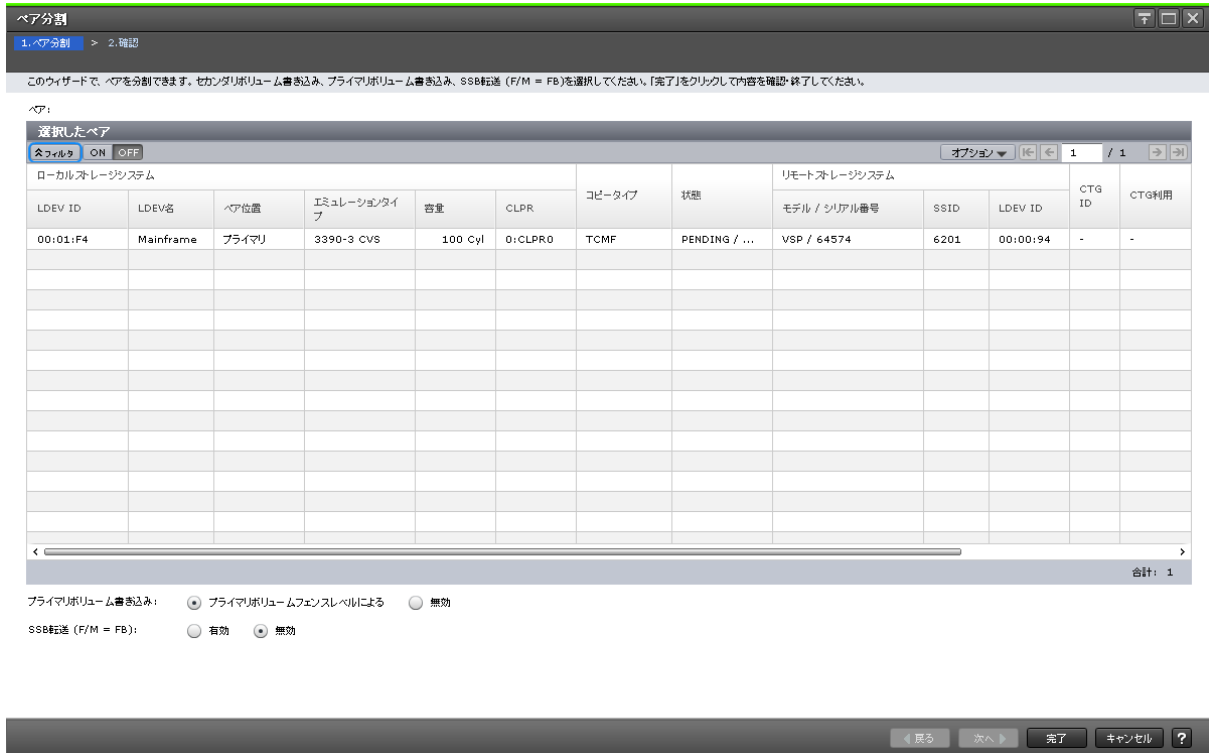 ペア分割
1.ペア分割 > 2.確認
このウィザードで、ペアを分割できます。セカンダリボリューム書き込み、プライマリボリューム書き込み、SSB転送 (F/M = FB)を選択してください。「完了」をクリックして内容を確認・終了してください。
ペア:
選択したペア
フィルタ ON OFF オプション 1 / 1
ローカルストレージシステム コピータイプ 状態 リモートストレージシステム CTG ID CTG利用
LDEV ID LDEV名 ペア位置 エミュレーションタイプ 容量 CLPR モデル / シリアル番号 SSID LDEV ID
00:01:F4 Mainframe プライマリ 3390-3 CVS 100 Cyl 0:CLPR0 TCMF PENDING / ... VSP / 64574 6201 00:00:94 - -
合計: 1
プライマリボリューム書き込み: プライマリボリュームフェンスレベルによる 無効
SSB転送 (F/M = FB): 有効 無効
戻る 次へ 完了 キャンセル ?